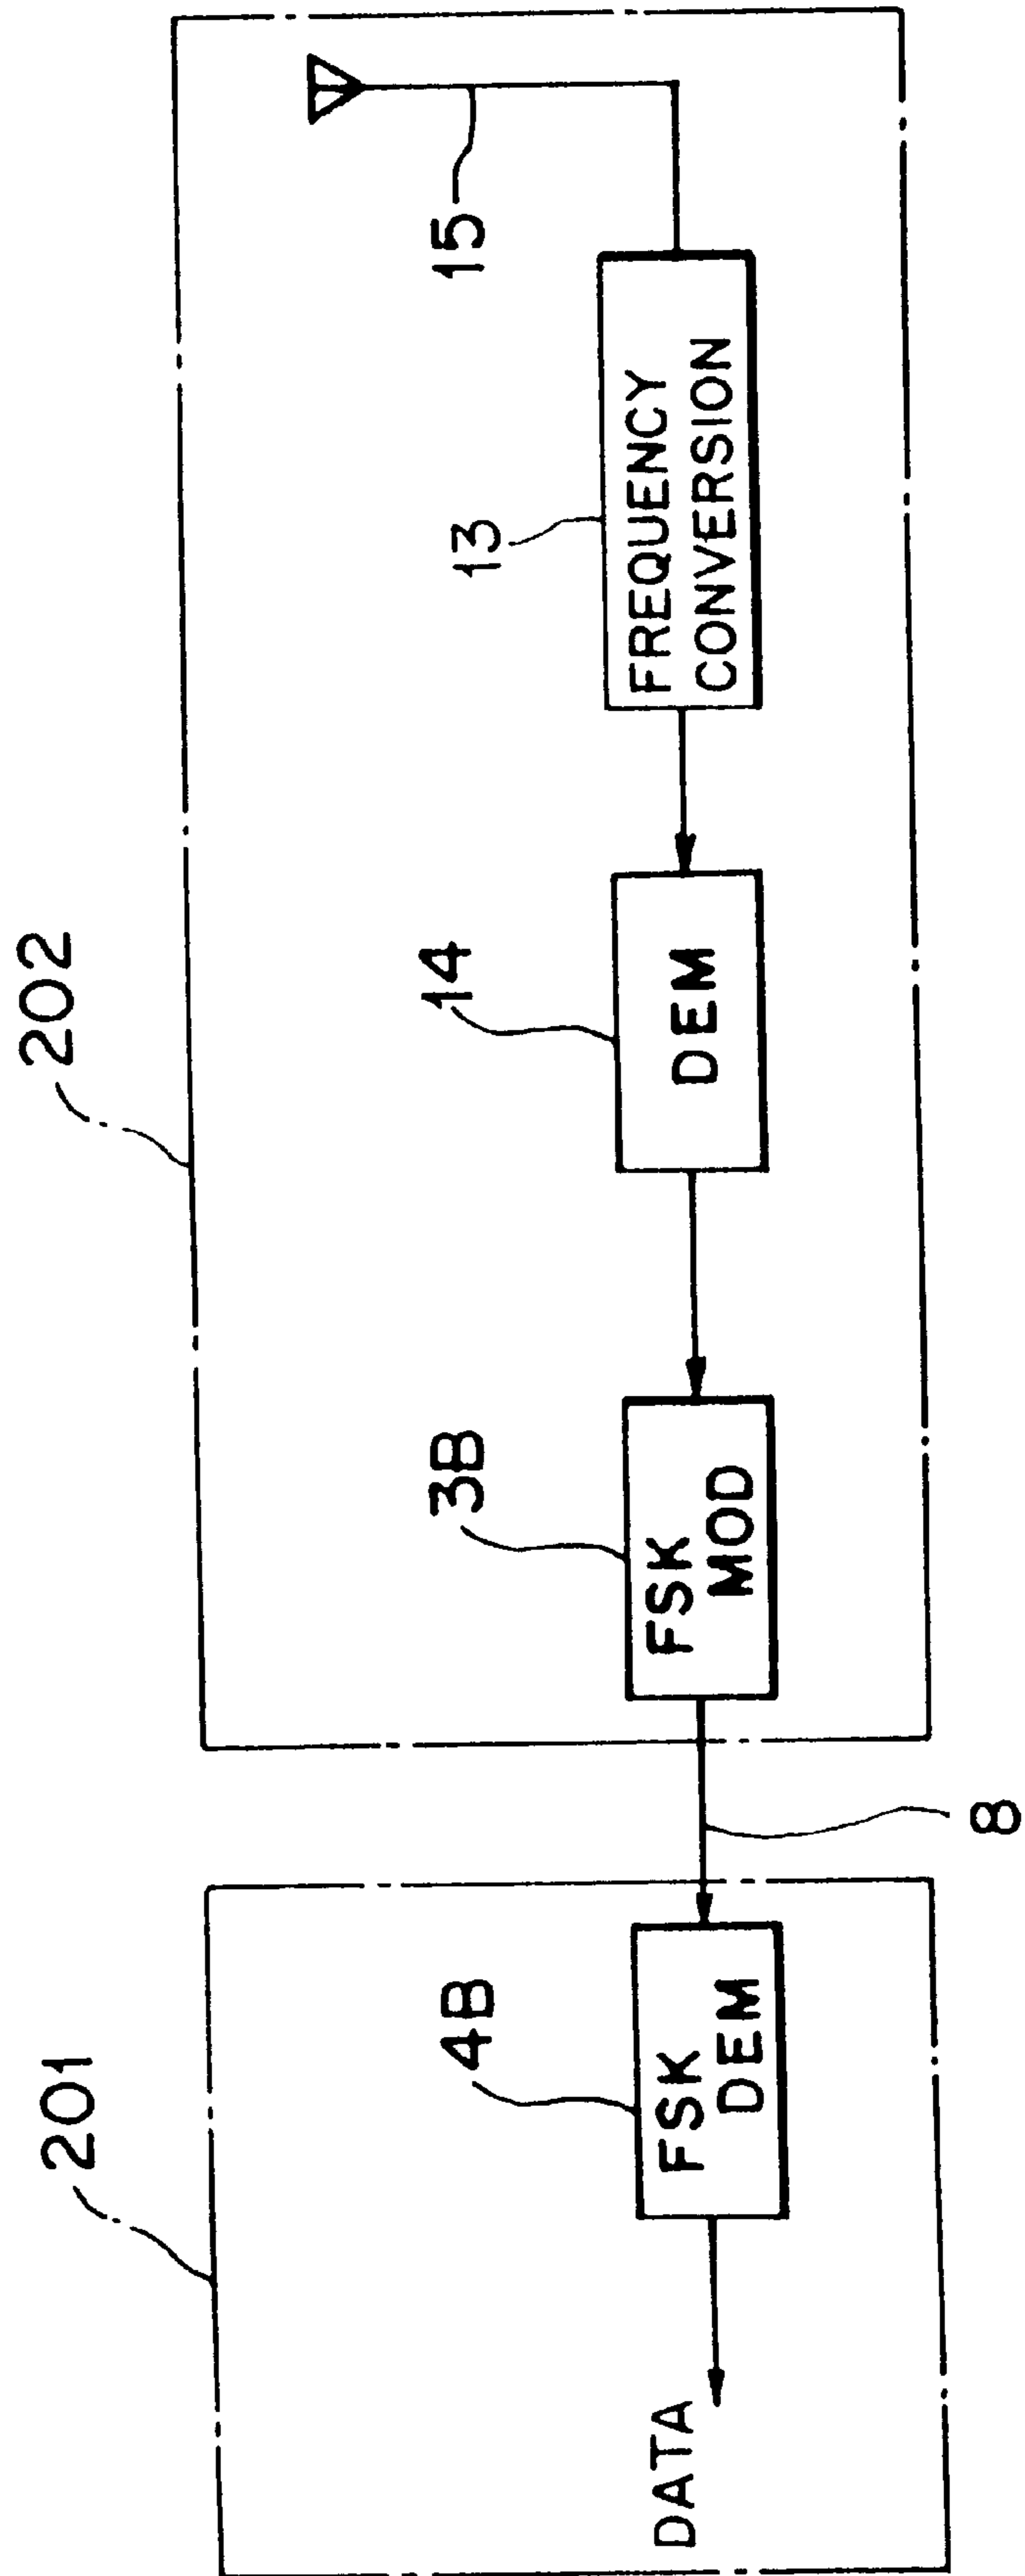 201
202
4B
3B
14
13
15
DATA
FSK
DEM
FSK
MOD
DEM
FREQUENCY
CONVERSION
8